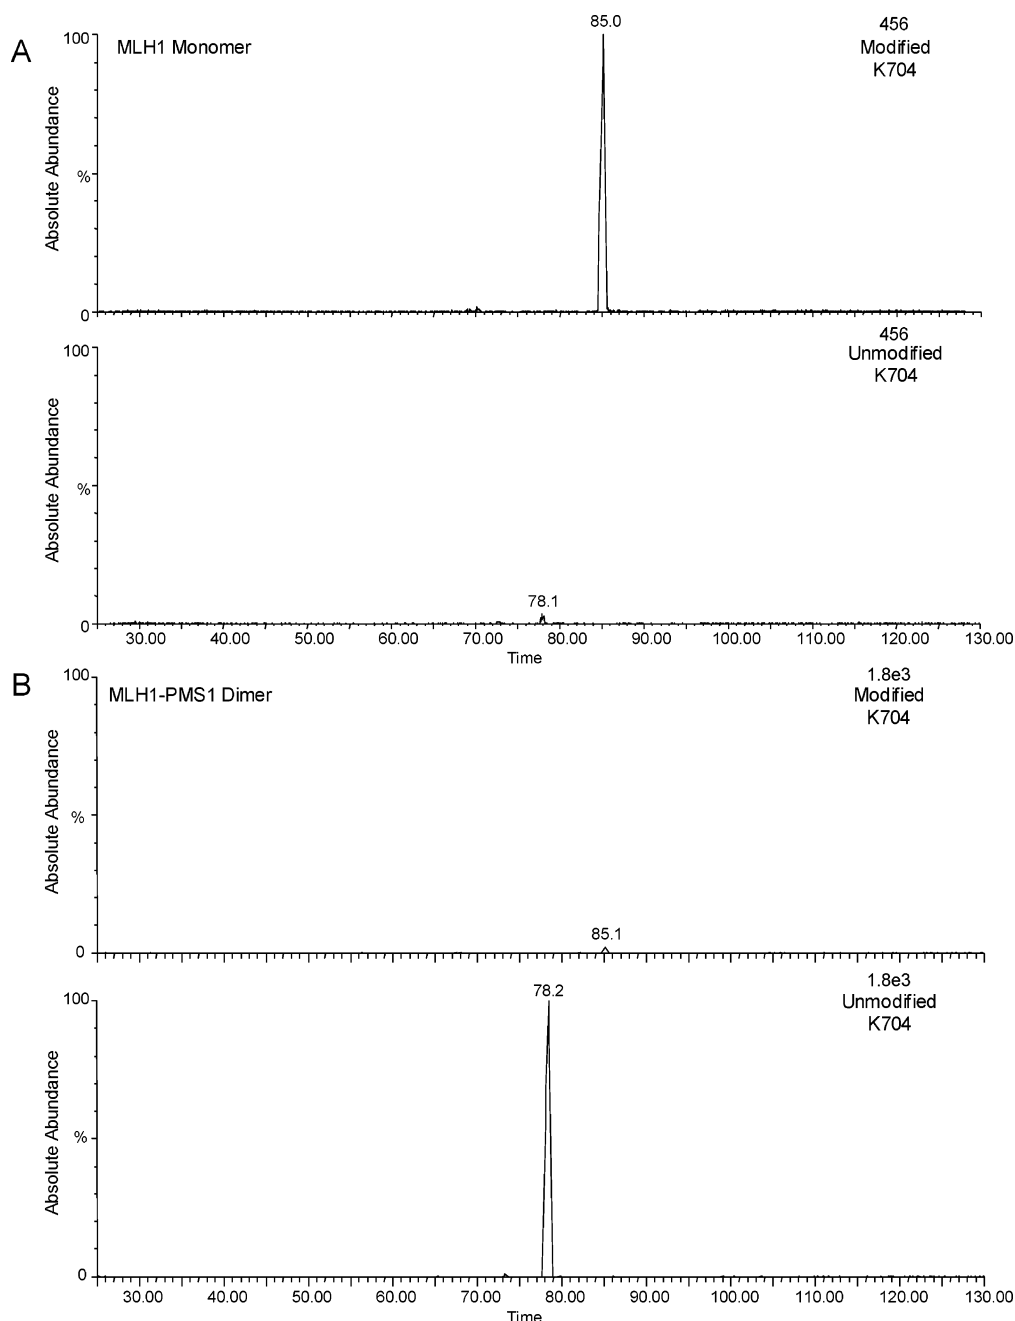 A
MLH1 Monomer
85.0
456
Modified
K704
100
%
0
Absolute Abundance
456
Unmodified
K704
100
%
0
Absolute Abundance
78.1
30.00 40.00 50.00 60.00 70.00 80.00 90.00 100.00 110.00 120.00 130.00
Time
B
MLH1-PMS1 Dimer
1.8e3
Modified
K704
100
%
0
Absolute Abundance
85.1
1.8e3
Unmodified
K704
100
%
0
Absolute Abundance
78.2
30.00 40.00 50.00 60.00 70.00 80.00 90.00 100.00 110.00 120.00 130.00
Time